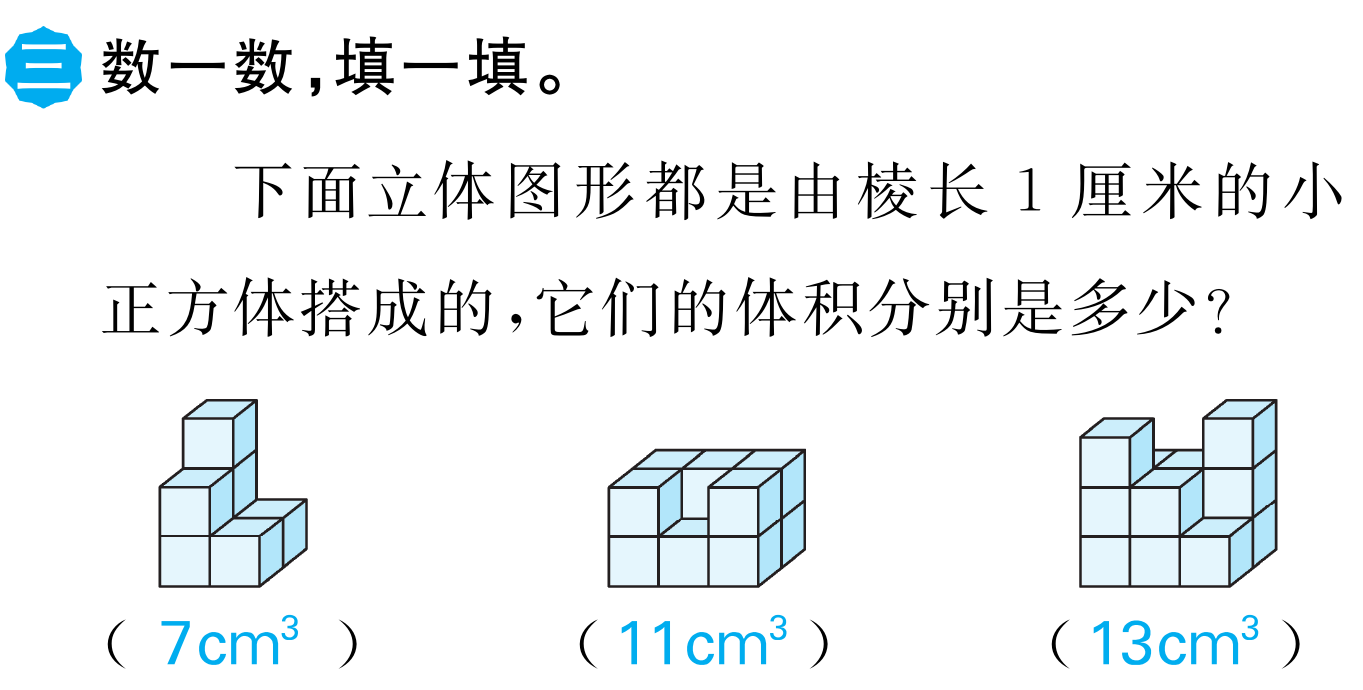 三 数一数,填一填。
下面立体图形都是由棱长 1 厘米的小
正方体搭成的,它们的体积分别是多少?
( 7cm³ ) ( 11cm³ ) ( 13cm³ )